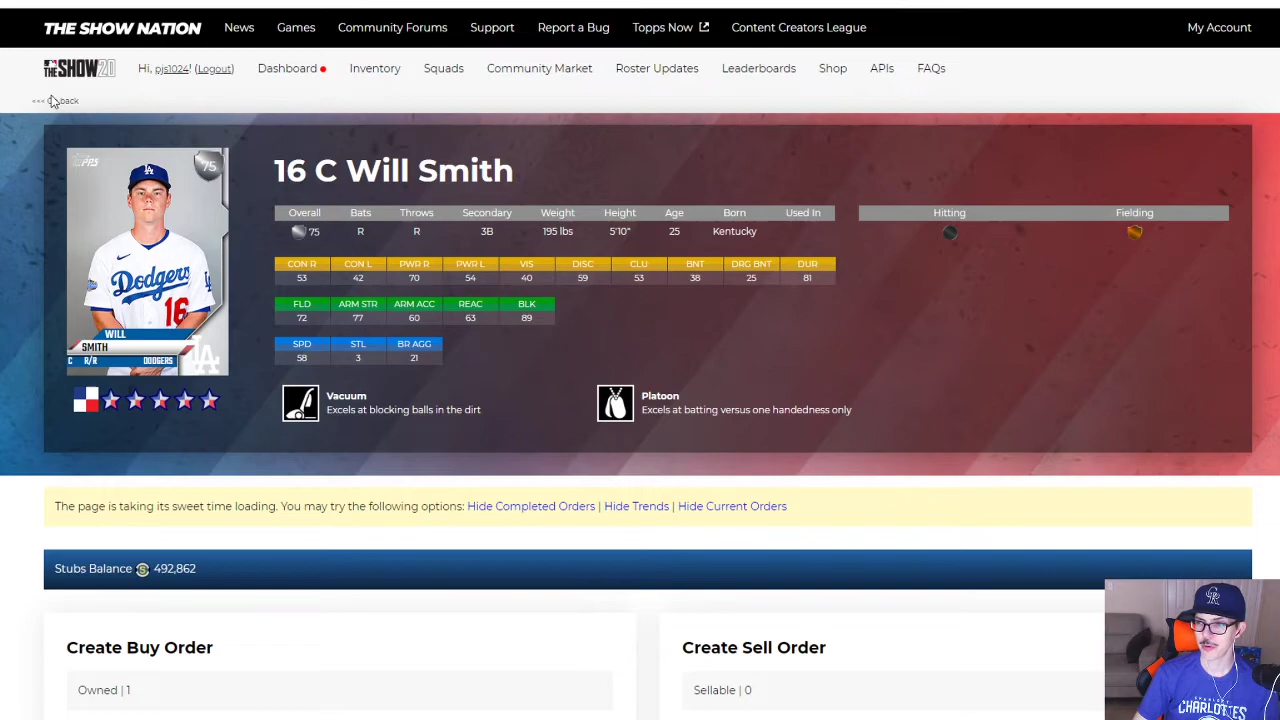 THE SHOW NATION News Games Community Forums Support Report a Bug Topps Now Content Creators League My Account
THE SHOW 20 Hi, pjs1024! (Logout) Dashboard Inventory Squads Community Market Roster Updates Leaderboards Shop APIs FAQs
<<< back
75
Dodgers
16
WILL
SMITH
C R/R DODGERS
16 C Will Smith
Overall Bats Throws Secondary Weight Height Age Born Used In
75 R R 3B 195 lbs 5'10" 25 Kentucky
Hitting Fielding
CON R CON L PWR R PWR L VIS DISC CLU BNT DRG BNT DUR
53 42 70 54 40 59 53 38 25 81
FLD ARM STR ARM ACC REAC BLK
72 77 60 63 89
SPD STL BR AGG
58 3 21
Vacuum
Excels at blocking balls in the dirt
Platoon
Excels at batting versus one handedness only
The page is taking its sweet time loading. You may try the following options: Hide Completed Orders | Hide Trends | Hide Current Orders
Stubs Balance 492,862
Create Buy Order
Owned | 1
Create Sell Order
Sellable | 0
CR
CHARLOTTES